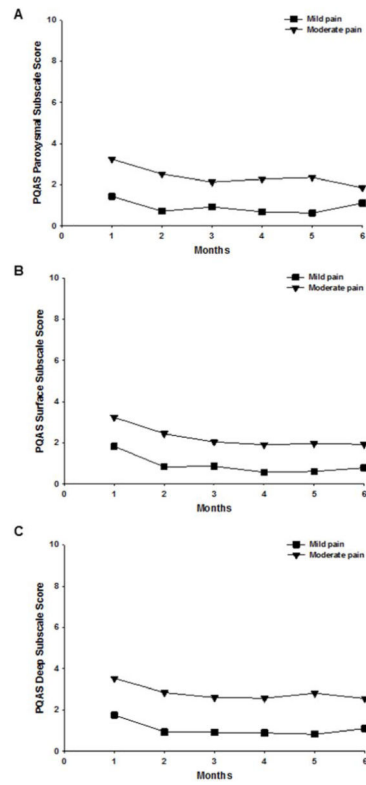 A
PQAS Paroxysmal Subscale Score
10
8
6
4
2
0
0 1 2 3 4 5 6
Months
Mild pain
Moderate pain
B
PQAS Surface Subscale Score
10
8
6
4
2
0
0 1 2 3 4 5 6
Months
Mild pain
Moderate pain
C
PQAS Deep Subscale Score
10
8
6
4
2
0
0 1 2 3 4 5 6
Months
Mild pain
Moderate pain